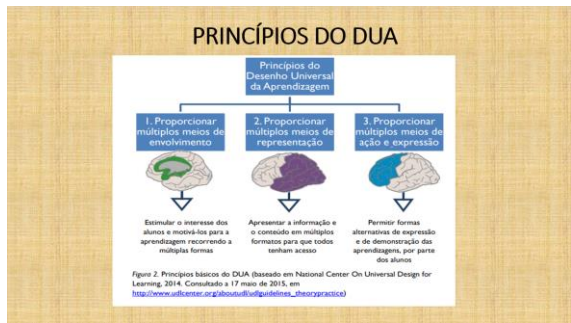 PRINCÍPIOS DO DUA
Princípios do
Desenho Universal
da Aprendizagem
1. Proporcionar
múltiplos meios de
envolvimento
2. Proporcionar
múltiplos meios de
representação
3. Proporcionar
múltiplos meios de
ação e expressão
Estimular o interesse dos
alunos e motivá-los para a
aprendizagem recorrendo a
múltiplas formas
Apresentar a informação e
o conteúdo em múltiplos
formatos para que todos
tenham acesso
Permitir formas
alternativas de expressão
e de demonstração das
aprendizagens, por parte
dos alunos
Figura 2. Princípios básicos do DUA (baseado em National Center On Universal Design for
Learning, 2014. Consultado a 17 maio de 2015, em
http://www.udlcenter.org/aboutudl/udlguidelines_theorypractice)